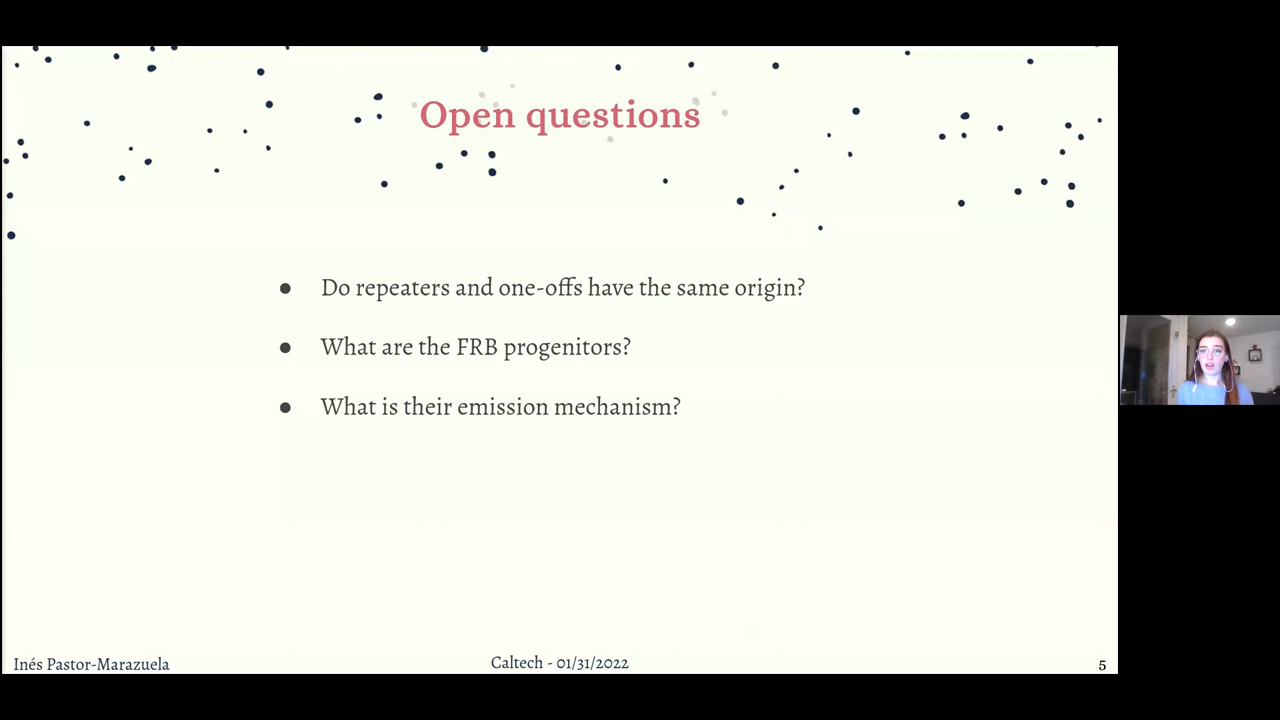 Open questions
● Do repeaters and one-offs have the same origin?
● What are the FRB progenitors?
● What is their emission mechanism?
Inés Pastor-Marazuela
Caltech - 01/31/2022
5